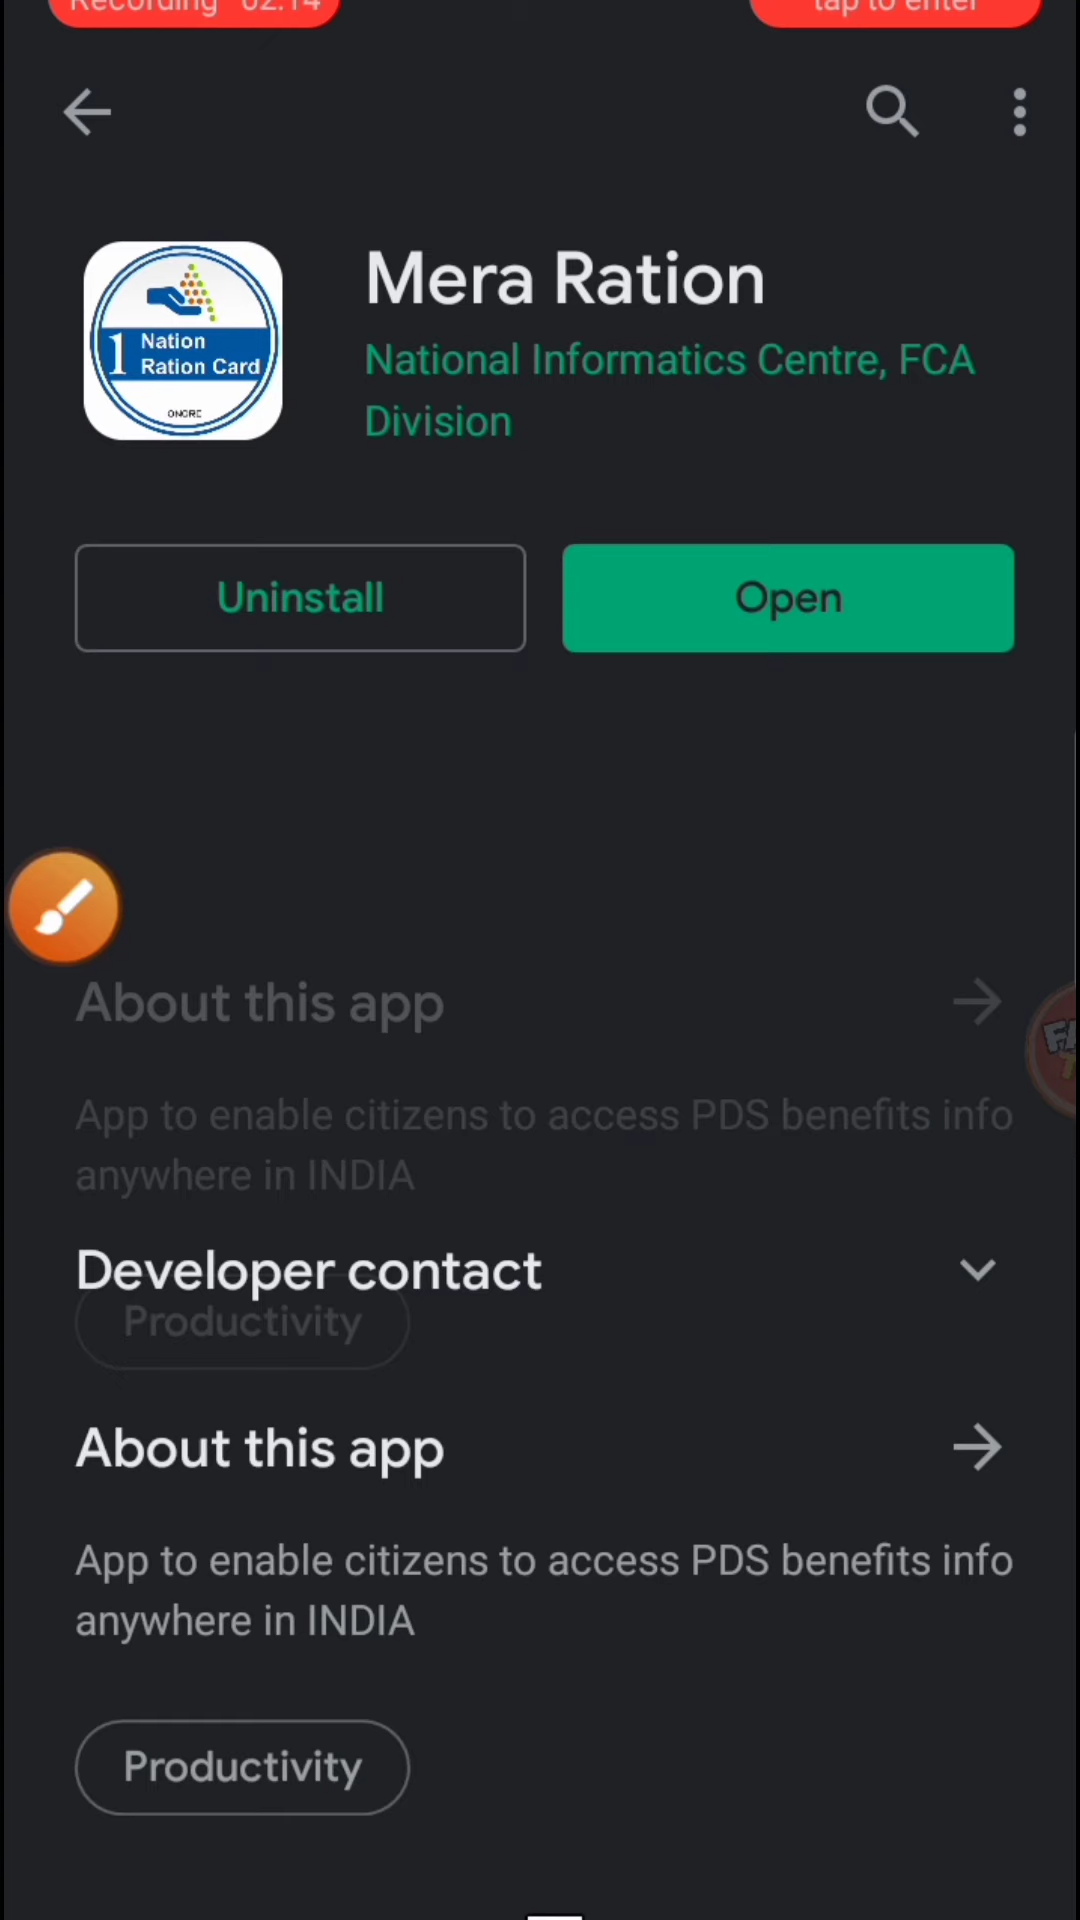 Recording 02:14
tap to enter
1 Nation
Ration Card
ONORC
Mera Ration
National Informatics Centre, FCA
Division
Uninstall
Open
About this app
App to enable citizens to access PDS benefits info
anywhere in INDIA
Developer contact
Productivity
About this app
App to enable citizens to access PDS benefits info
anywhere in INDIA
Productivity